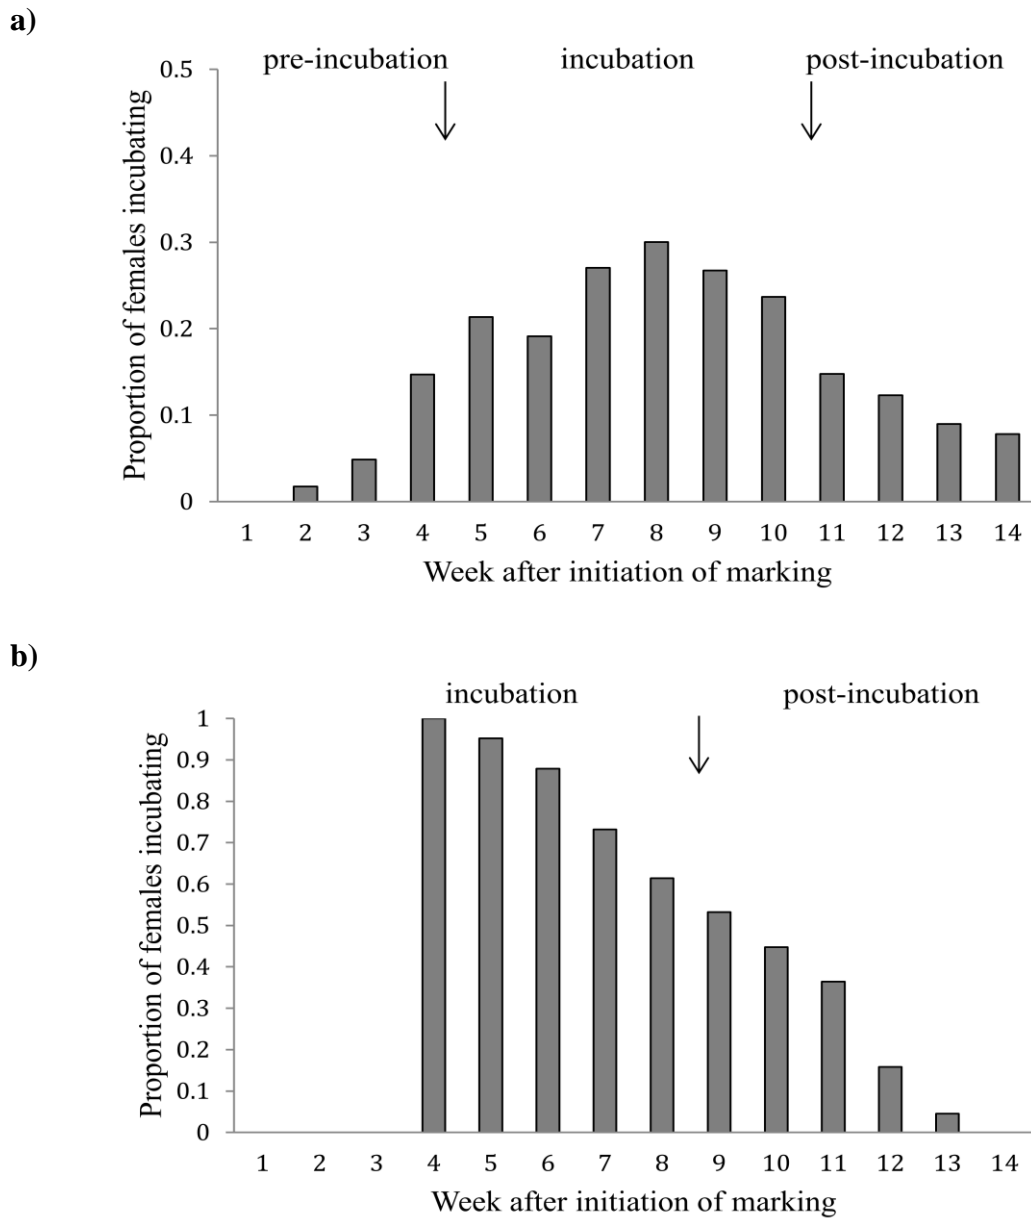 a)
pre-incubation incubation post-incubation
0.5
0.4
0.3
0.2
0.1
0
Proportion of females incubating
1 2 3 4 5 6 7 8 9 10 11 12 13 14
Week after initiation of marking
b)
incubation post-incubation
1
0.9
0.8
0.7
0.6
0.5
0.4
0.3
0.2
0.1
0
Proportion of females incubating
1 2 3 4 5 6 7 8 9 10 11 12 13 14
Week after initiation of marking